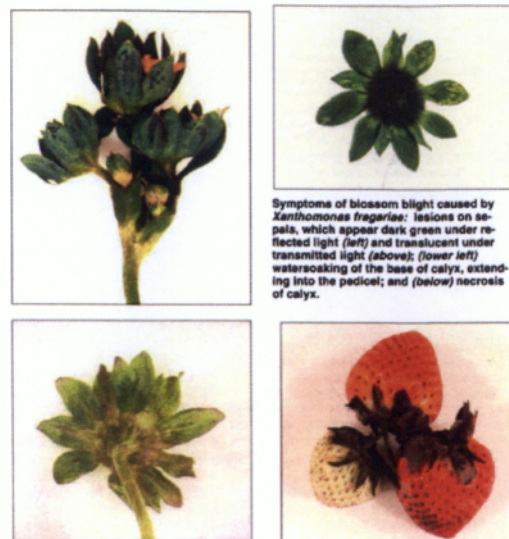 Symptoms of blossom blight caused by
Xanthomonas fragariae: lesions on se-
pals, which appear dark green under re-
flected light (left) and translucent under
transmitted light (above); (lower left)
watersoaking of the base of calyx, extend-
ing into the pedicel; and (below) necrosis
of calyx.